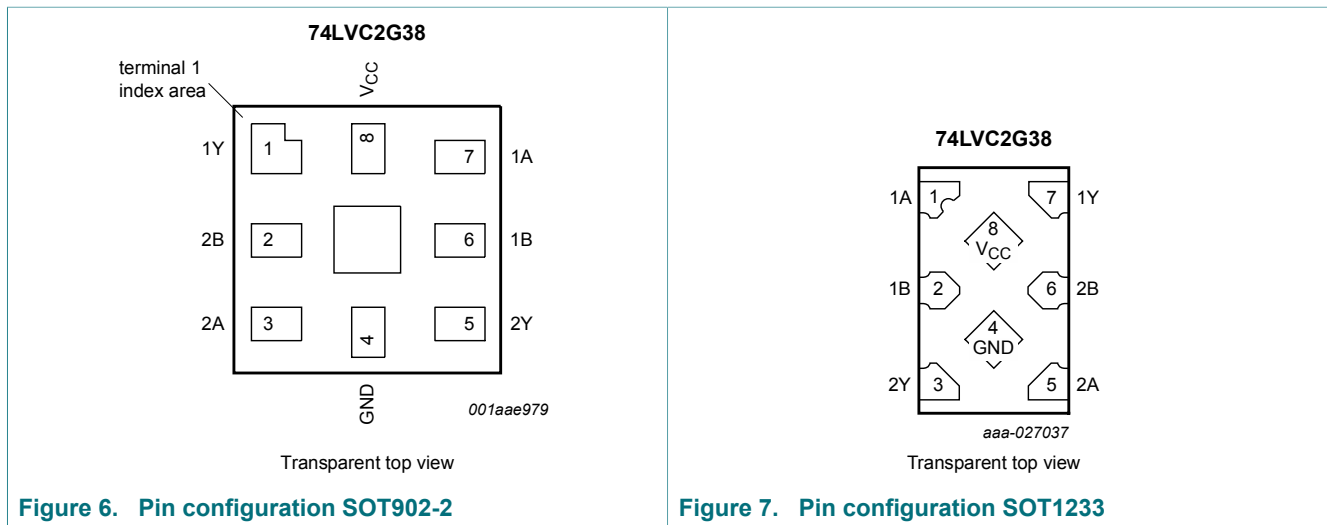 74LVC2G38
terminal 1
index area
VCC
1Y 1 8 7 1A
2B 2 6 1B
2A 3 4 5 2Y
GND
001aae979
Transparent top view
Figure 6. Pin configuration SOT902-2
74LVC2G38
1A 1 7 1Y
8
VCC
1B 2 6 2B
4
GND
2Y 3 5 2A
aaa-027037
Transparent top view
Figure 7. Pin configuration SOT1233